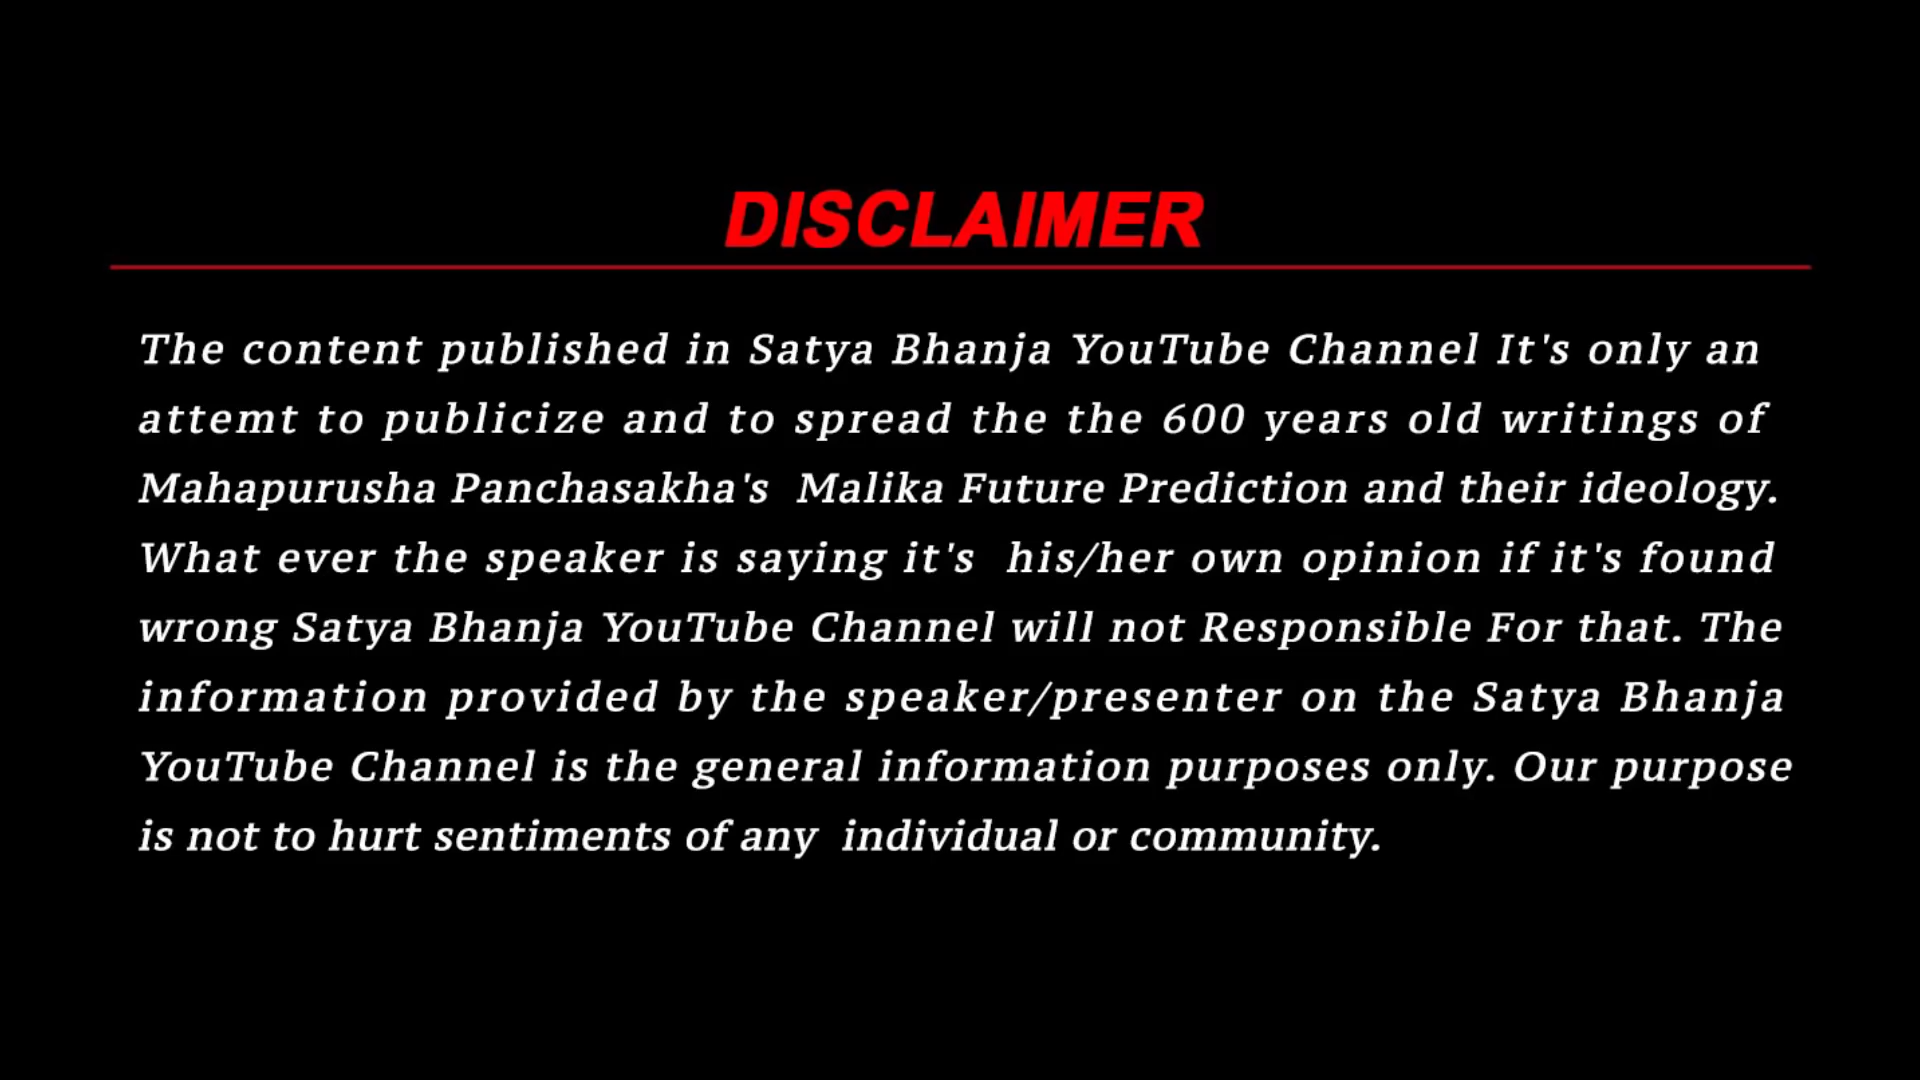 DISCLAIMER
The content published in Satya Bhanja YouTube Channel It's only an
attemt to publicize and to spread the the 600 years old writings of
Mahapurusha Panchasakha's Malika Future Prediction and their ideology.
What ever the speaker is saying it's his/her own opinion if it's found
wrong Satya Bhanja YouTube Channel will not Responsible For that. The
information provided by the speaker/presenter on the Satya Bhanja
YouTube Channel is the general information purposes only. Our purpose
is not to hurt sentiments of any individual or community.